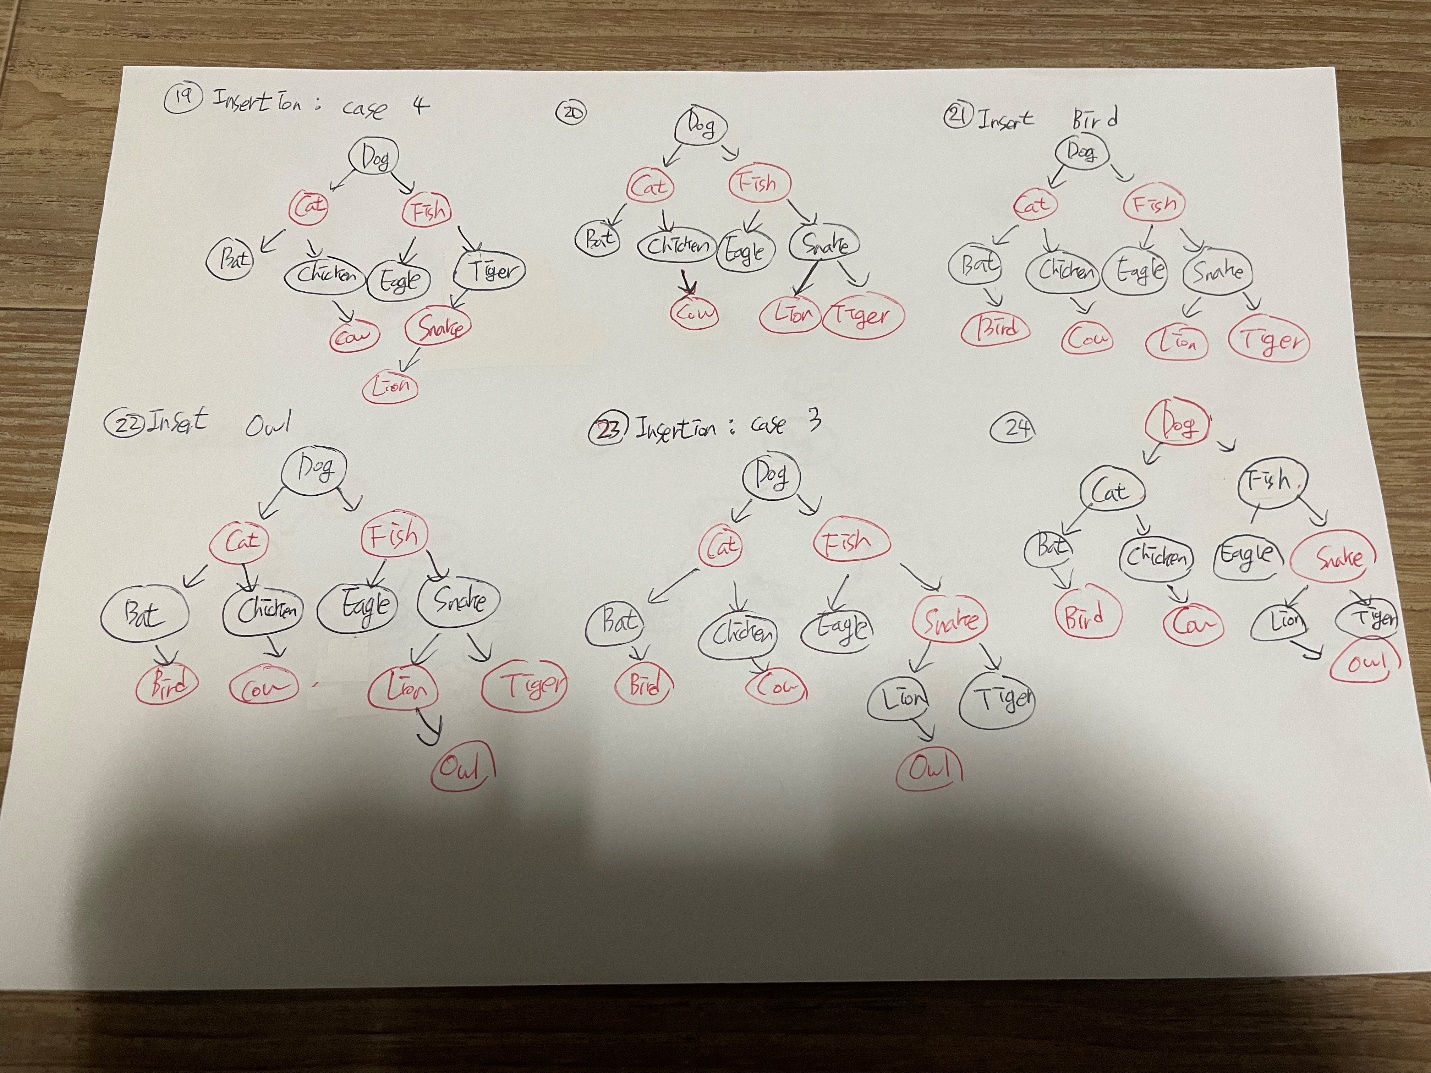 19 Insertion : case 4
Dog
Cat Fish
Bat Chicken Eagle Tiger
Cow Snake
Lion
20
Dog
Cat Fish
Bat Chicken Eagle Snake
Cow Lion Tiger
21 Insert Bird
Dog
Cat Fish
Bat Chicken Eagle Snake
Bird Cow Lion Tiger
22 Insert Owl
Dog
Cat Fish
Bat Chicken Eagle Snake
Bird Cow Lion Tiger
Owl
23 Insertion : case 3
Dog
Cat Fish
Bat Chicken Eagle Snake
Bird Cow Lion Tiger
Owl
24
Dog
Cat Fish
Bat Chicken Eagle Snake
Bird Cow Lion Tiger
Owl